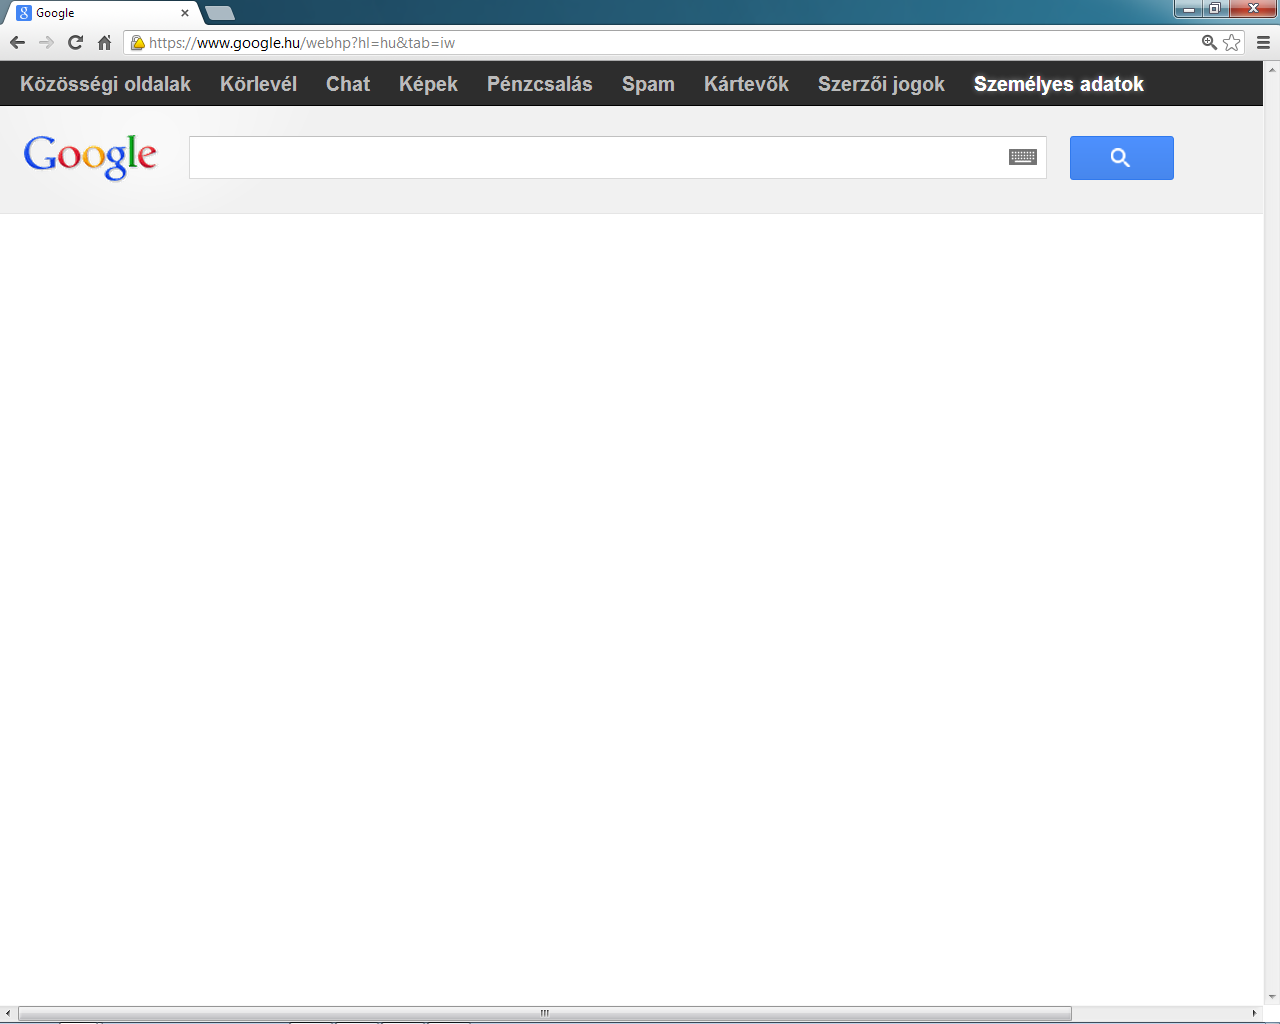 Google
https://www.google.hu/webhp?hl=hu&tab=iw
Közösségi oldalak Körlevél Chat Képek Pénzcsalás Spam Kártevők Szerzői jogok Személyes adatok
Google